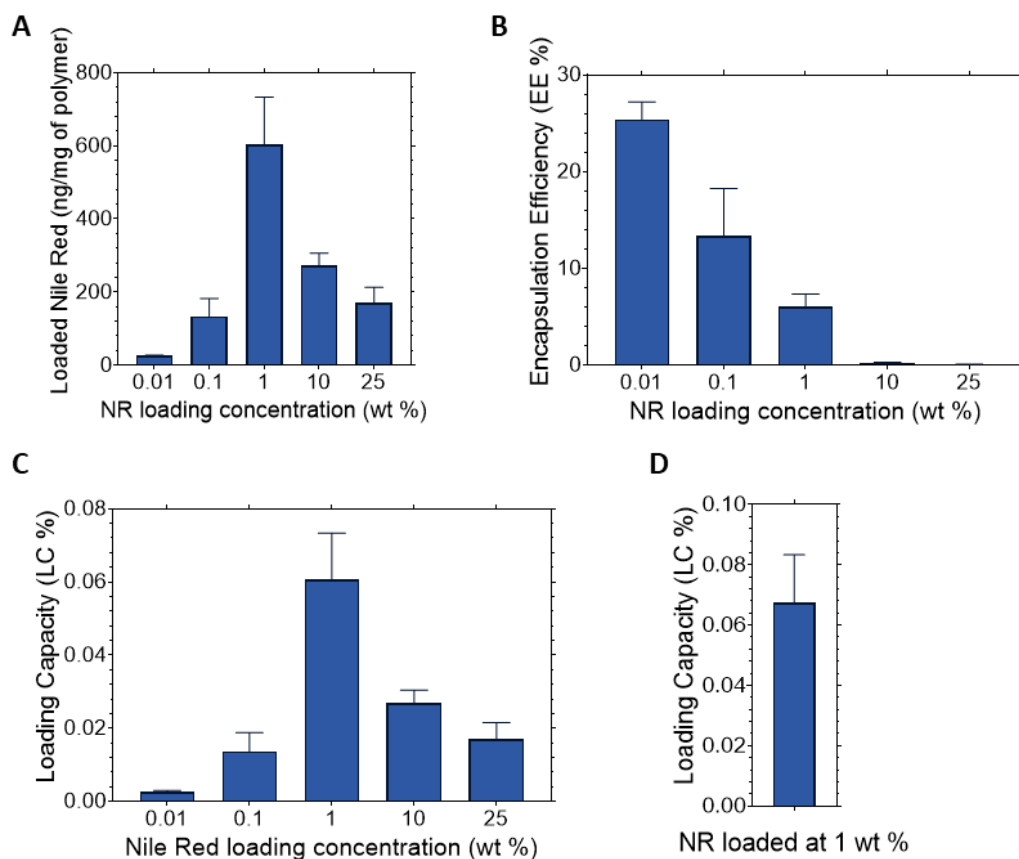 A
Loaded Nile Red (ng/mg of polymer)
800
600
400
200
0
0.01 0.1 1 10 25
NR loading concentration (wt %)
B
Encapsulation Efficiency (EE %)
30
20
10
0
0.01 0.1 1 10 25
NR loading concentration (wt %)
C
Loading Capacity (LC %)
0.08
0.06
0.04
0.02
0.00
0.01 0.1 1 10 25
Nile Red loading concentration (wt %)
D
Loading Capacity (LC %)
0.10
0.08
0.06
0.04
0.02
0.00
NR loaded at 1 wt %